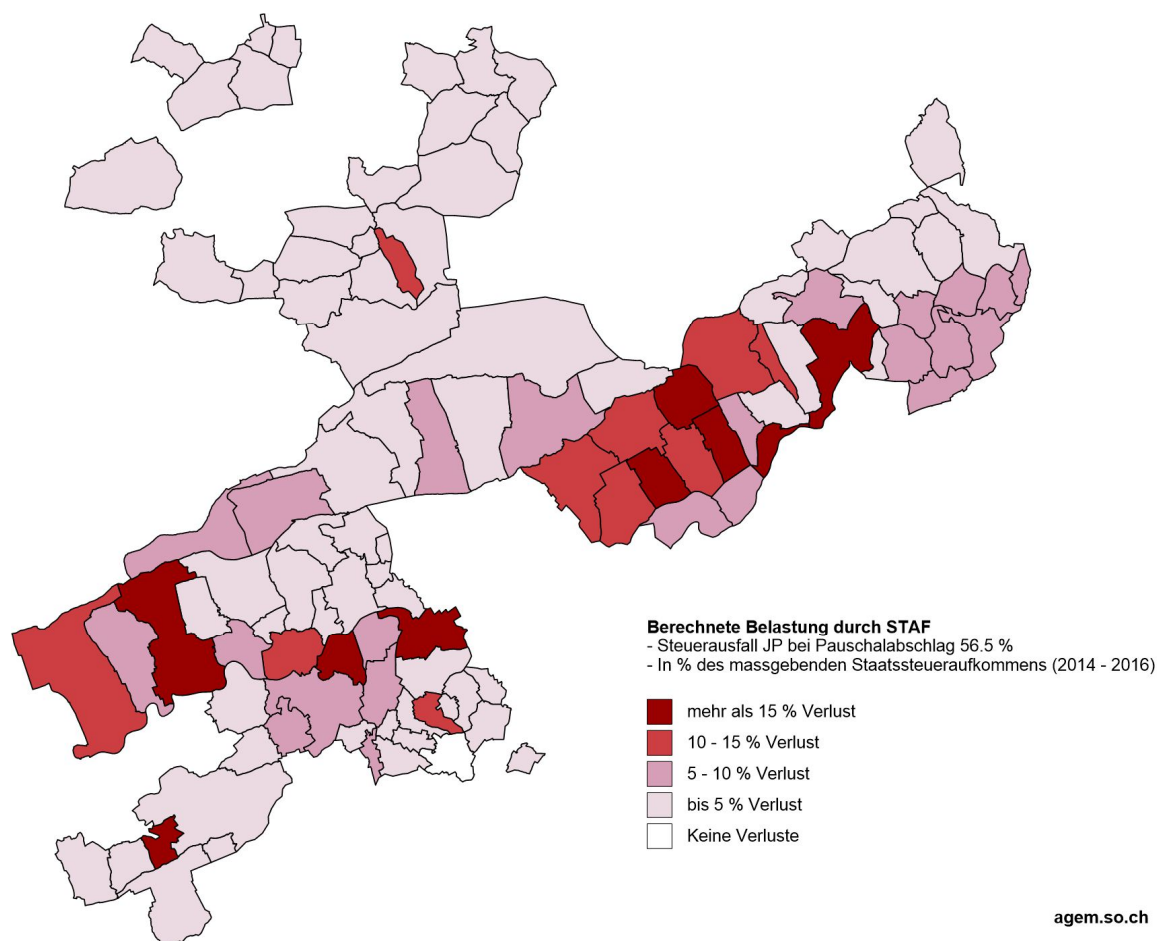 Berechnete Belastung durch STAF
- Steuerausfall JP bei Pauschalabschlag 56.5 %
- In % des massgebenden Staatssteueraufkommens (2014 - 2016)
mehr als 15 % Verlust
10 - 15 % Verlust
5 - 10 % Verlust
bis 5 % Verlust
Keine Verluste
agem.so.ch